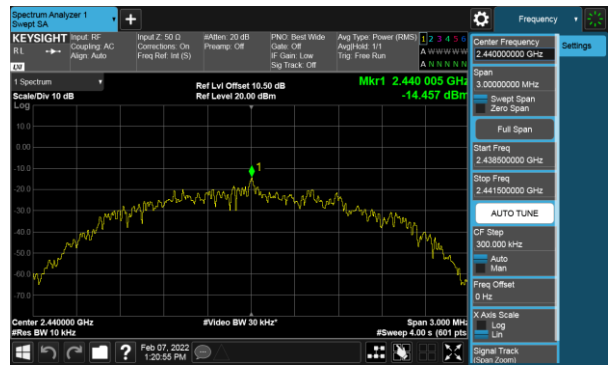 Spectrum Analyzer 1
Swept SA
+
Frequency
KEYSIGHT
RL
Input: RF
Coupling: AC
Align: Auto
Input Z: 50 Ω
Corrections: On
Freq Ref: Int (S)
#Atten: 20 dB
Preamp: Off
PNO: Best Wide
Gate: Off
IF Gain: Low
Sig Track: Off
Avg Type: Power (RMS)
Avg|Hold: 1/1
Trig: Free Run
1 2 3 4 5 6
A W W W W W
A N N N N N
LXI
1 Spectrum
Scale/Div 10 dB
Ref Lvl Offset 10.50 dB
Ref Level 20.00 dBm
Mkr1 2.440 005 GHz
-14.457 dBm
Log
10.0
0.00
-10.0
-20.0
-30.0
-40.0
-50.0
-60.0
-70.0
1
Center 2.440000 GHz
#Res BW 10 kHz
#Video BW 30 kHz*
Span 3.000 MHz
#Sweep 4.00 s (601 pts)
?
Feb 07, 2022
1:20:55 PM
Center Frequency
2.440000000 GHz
Span
3.00000000 MHz
Swept Span
Zero Span
Full Span
Start Freq
2.438500000 GHz
Stop Freq
2.441500000 GHz
AUTO TUNE
CF Step
300.000 kHz
Auto
Man
Freq Offset
0 Hz
X Axis Scale
Log
Lin
Signal Track
(Span Zoom)
Settings